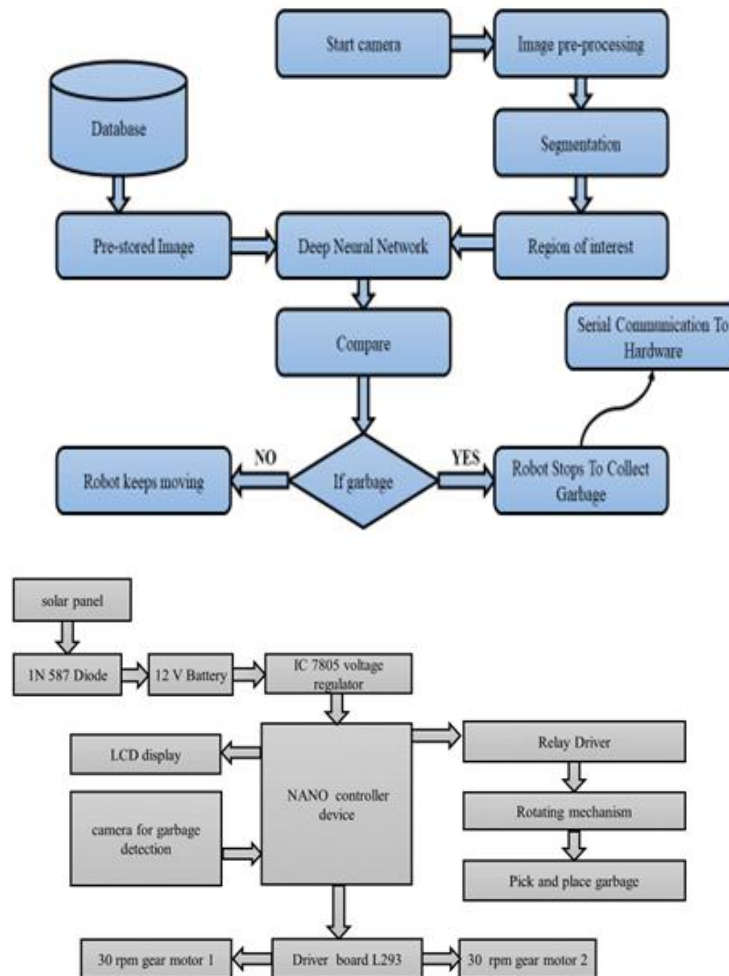 Start camera
Image pre-processing
Database
Segmentation
Pre-stored Image
Deep Neural Network
Region of interest
Compare
Serial Communication To
Hardware
Robot keeps moving
NO
If garbage
YES
Robot Stops To Collect
Garbage
solar panel
1N 587 Diode
12 V Battery
IC 7805 voltage
regulator
LCD display
NANO controller
device
Relay Driver
camera for garbage
detection
Rotating mechanism
Pick and place garbage
30 rpm gear motor 1
Driver board L293
30 rpm gear motor 2